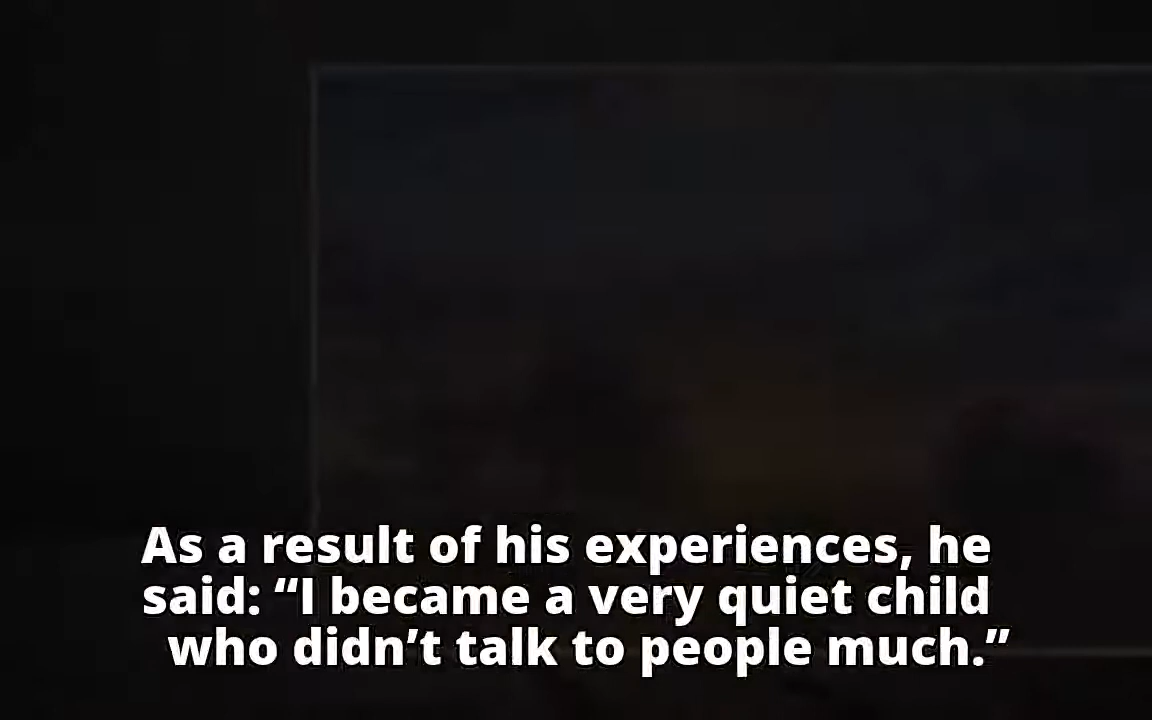 As a result of his experiences, he
said: “I became a very quiet child
who didn’t talk to people much.”